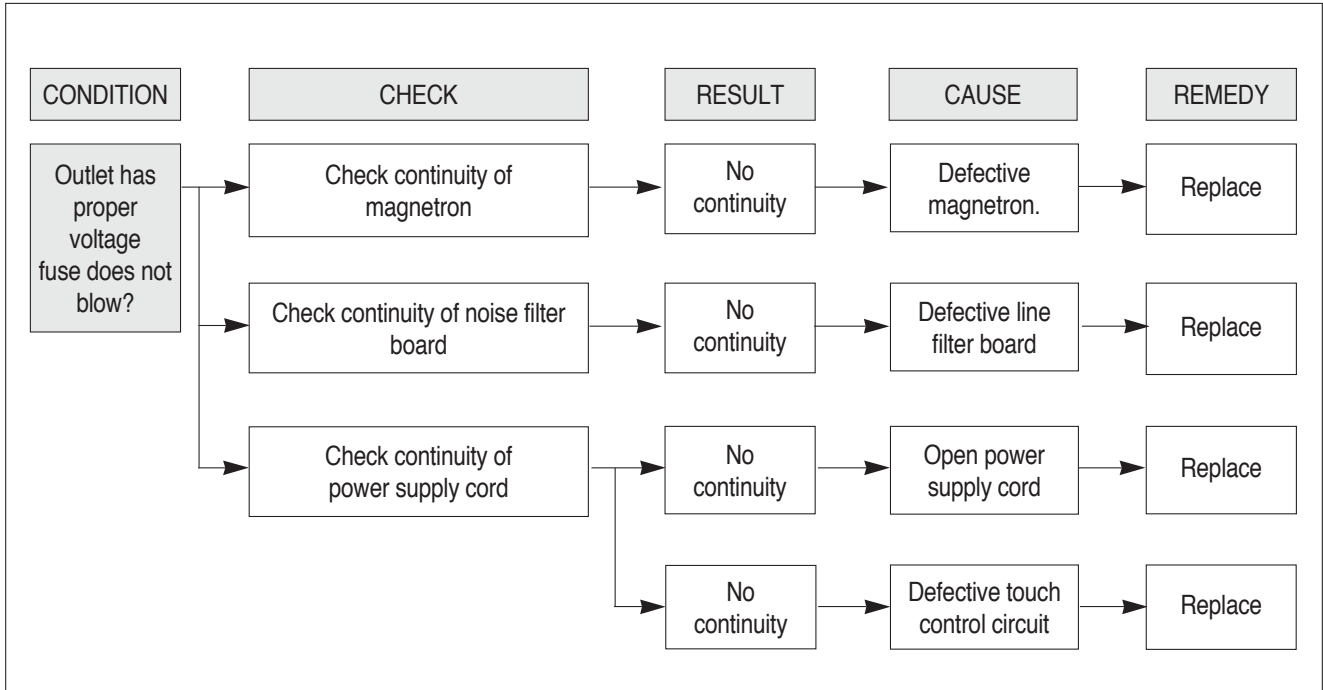 CONDITION
CHECK
RESULT
CAUSE
REMEDY
Outlet has
proper
voltage
fuse does not
blow?
Check continuity of
magnetron
No
continuity
Defective
magnetron.
Replace
Check continuity of noise filter
board
No
continuity
Defective line
filter board
Replace
Check continuity of
power supply cord
No
continuity
Open power
supply cord
Replace
No
continuity
Defective touch
control circuit
Replace